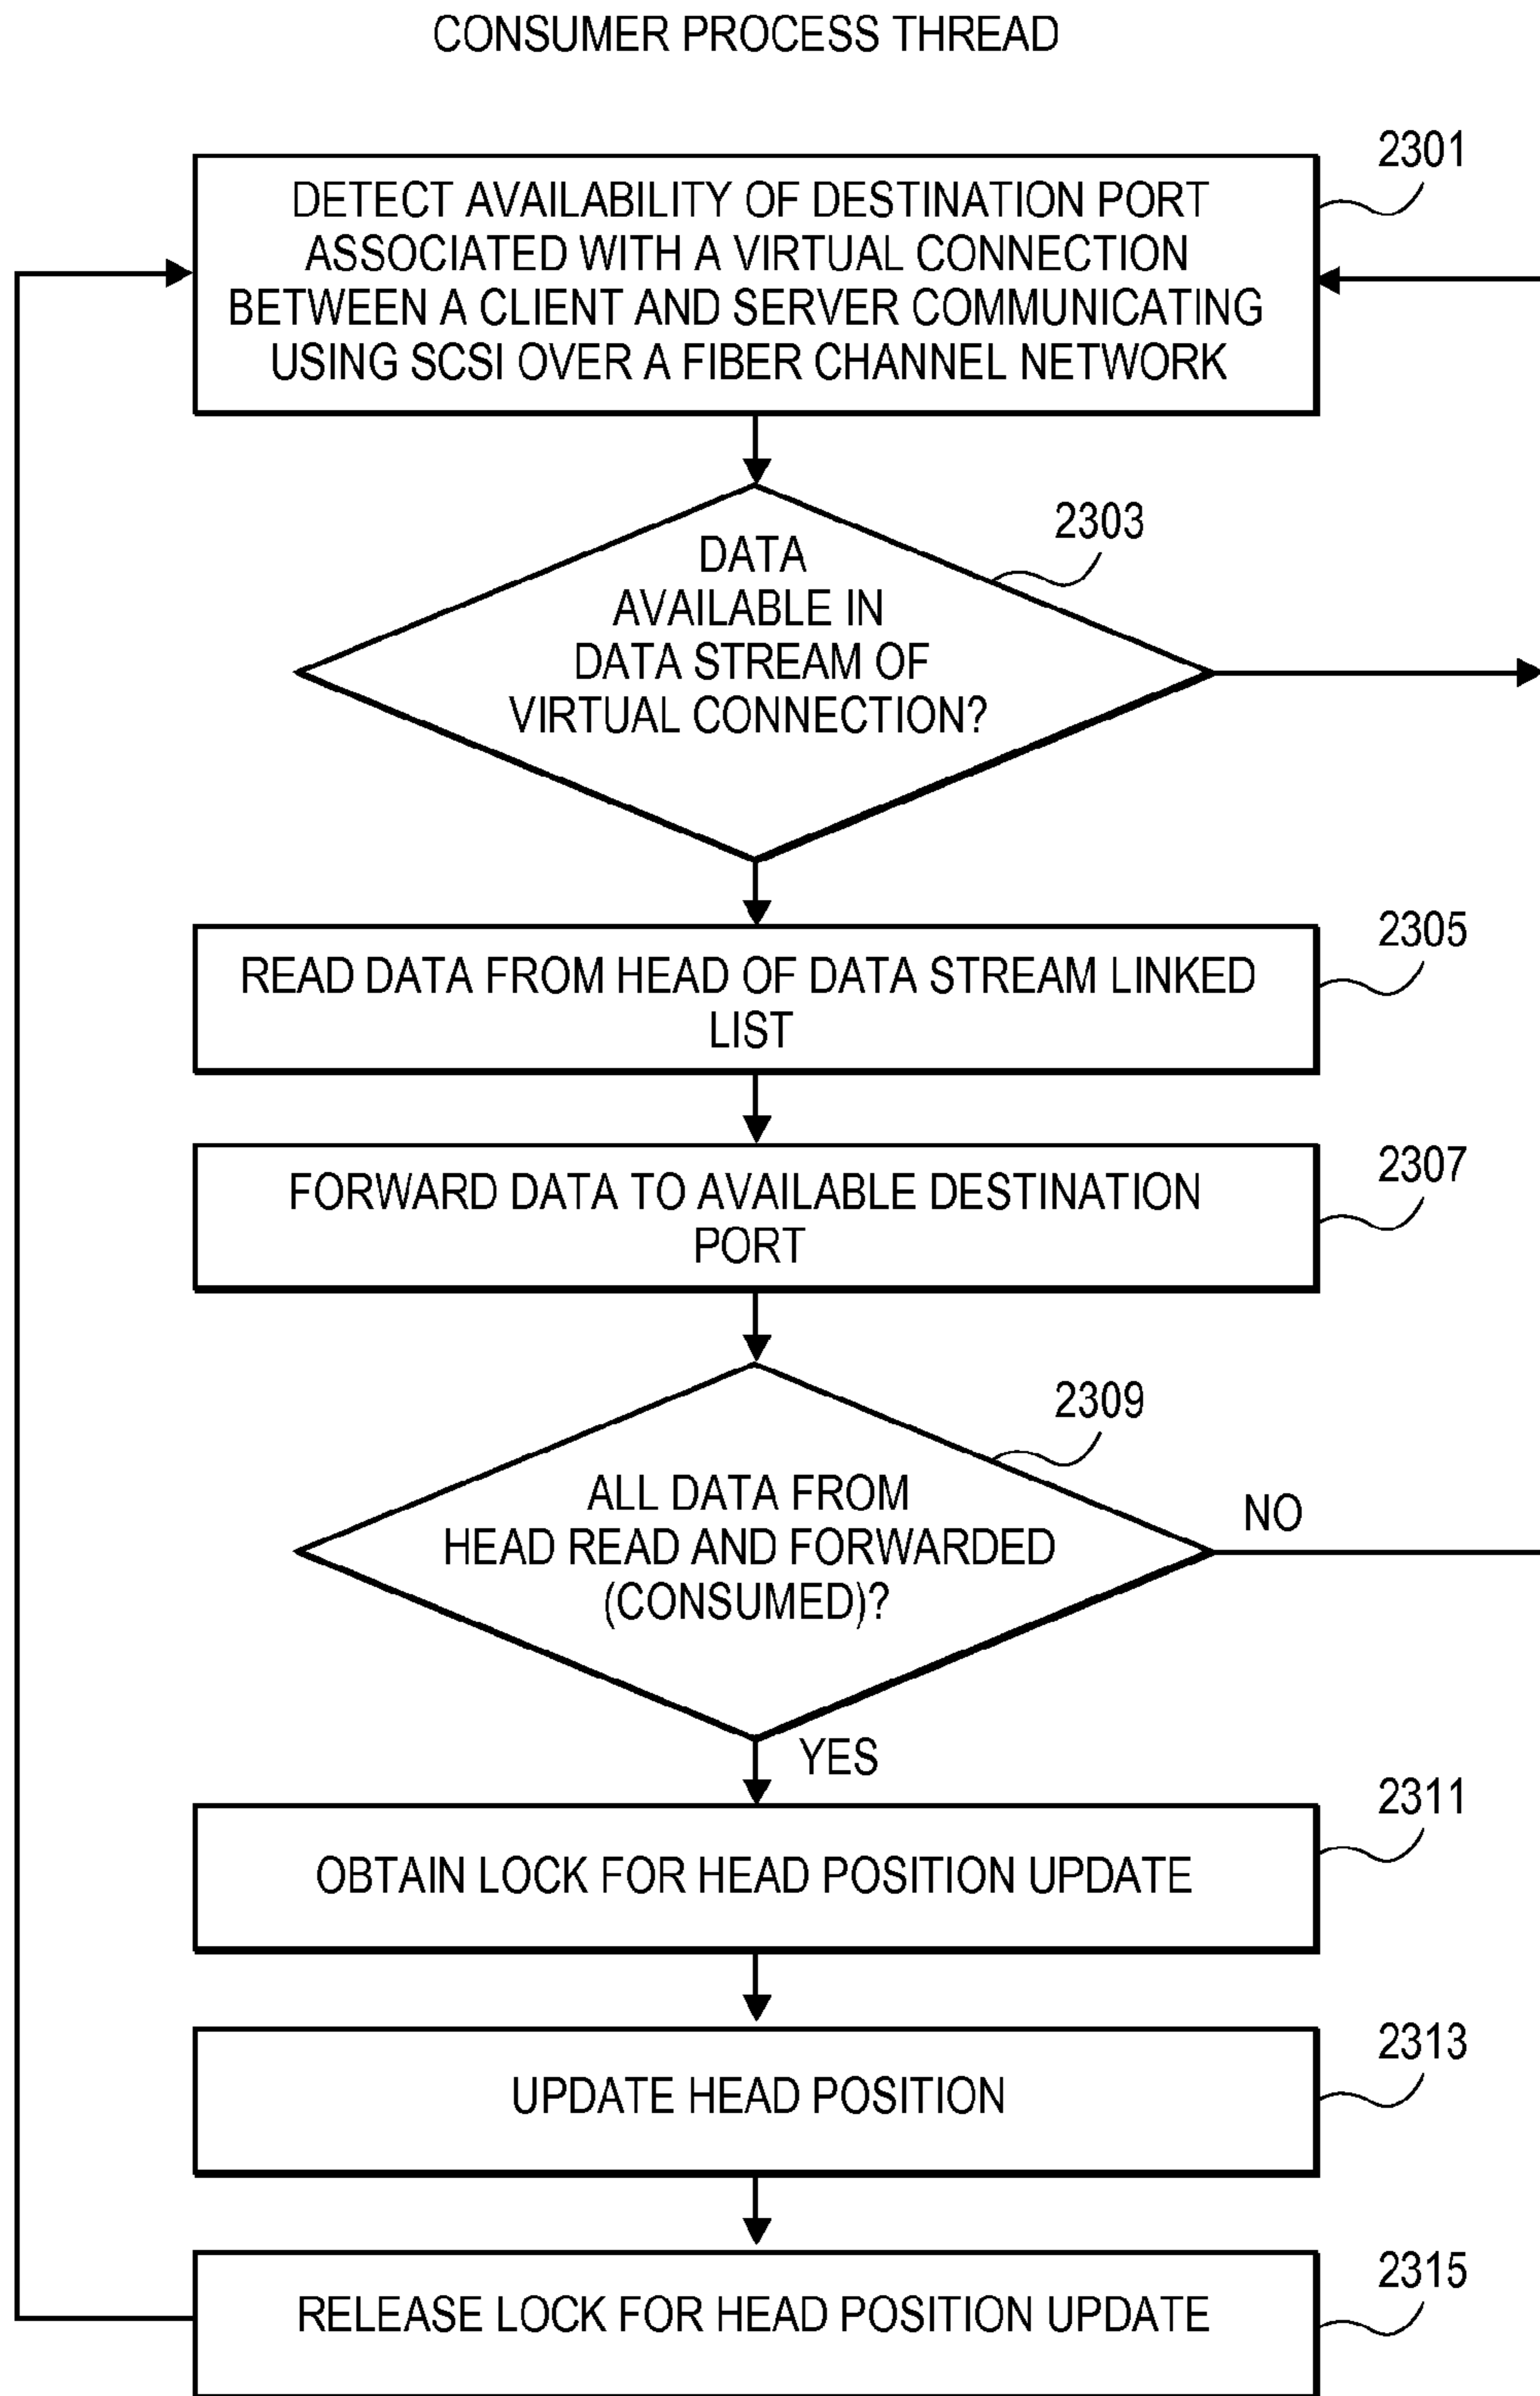 CONSUMER PROCESS THREAD
2301
DETECT AVAILABILITY OF DESTINATION PORT
ASSOCIATED WITH A VIRTUAL CONNECTION
BETWEEN A CLIENT AND SERVER COMMUNICATING
USING SCSI OVER A FIBER CHANNEL NETWORK
2303
DATA
AVAILABLE IN
DATA STREAM OF
VIRTUAL CONNECTION?
2305
READ DATA FROM HEAD OF DATA STREAM LINKED
LIST
2307
FORWARD DATA TO AVAILABLE DESTINATION
PORT
2309
ALL DATA FROM
HEAD READ AND FORWARDED
(CONSUMED)?
NO
YES
2311
OBTAIN LOCK FOR HEAD POSITION UPDATE
2313
UPDATE HEAD POSITION
2315
RELEASE LOCK FOR HEAD POSITION UPDATE